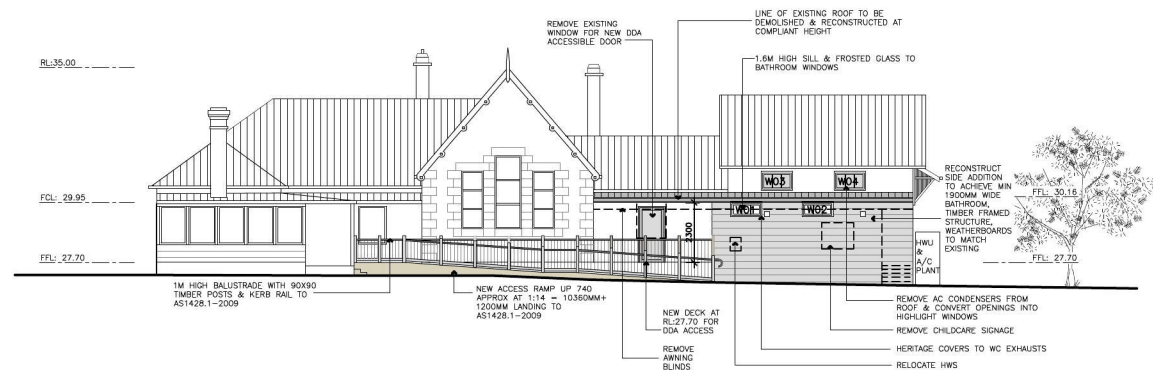 LINE OF EXISTING ROOF TO BE
DEMOLISHED & RECONSTRUCTED AT
COMPLIANT HEIGHT
REMOVE EXISTING
WINDOW FOR NEW DDA
ACCESSIBLE DOOR
1.6M HIGH SILL & FROSTED GLASS TO
BATHROOM WINDOWS
RL:35.00
RECONSTRUCT
SIDE ADDITION
TO ACHIEVE MIN
1900MM WIDE
BATHROOM,
TIMBER FRAMED
STRUCTURE,
WEATHERBOARDS
TO MATCH
EXISTING
W03
W04
FCL: 29.95
FFL: 30.16
W01
W02
2300
HWU
&
A/C
PLANT
FFL: 27.70
FFL: 27.70
1M HIGH BALUSTRADE WITH 90X90
TIMBER POSTS & KERB RAIL TO
AS1428.1-2009
NEW ACCESS RAMP UP 740
APPROX AT 1:14 = 10360MM+
1200MM LANDING TO
AS1428.1-2009
NEW DECK AT
RL:27.70 FOR
DDA ACCESS
REMOVE
AWNING
BLINDS
REMOVE AC CONDENSERS FROM
ROOF & CONVERT OPENINGS INTO
HIGHLIGHT WINDOWS
REMOVE CHILDCARE SIGNAGE
HERITAGE COVERS TO WC EXHAUSTS
RELOCATE HWS